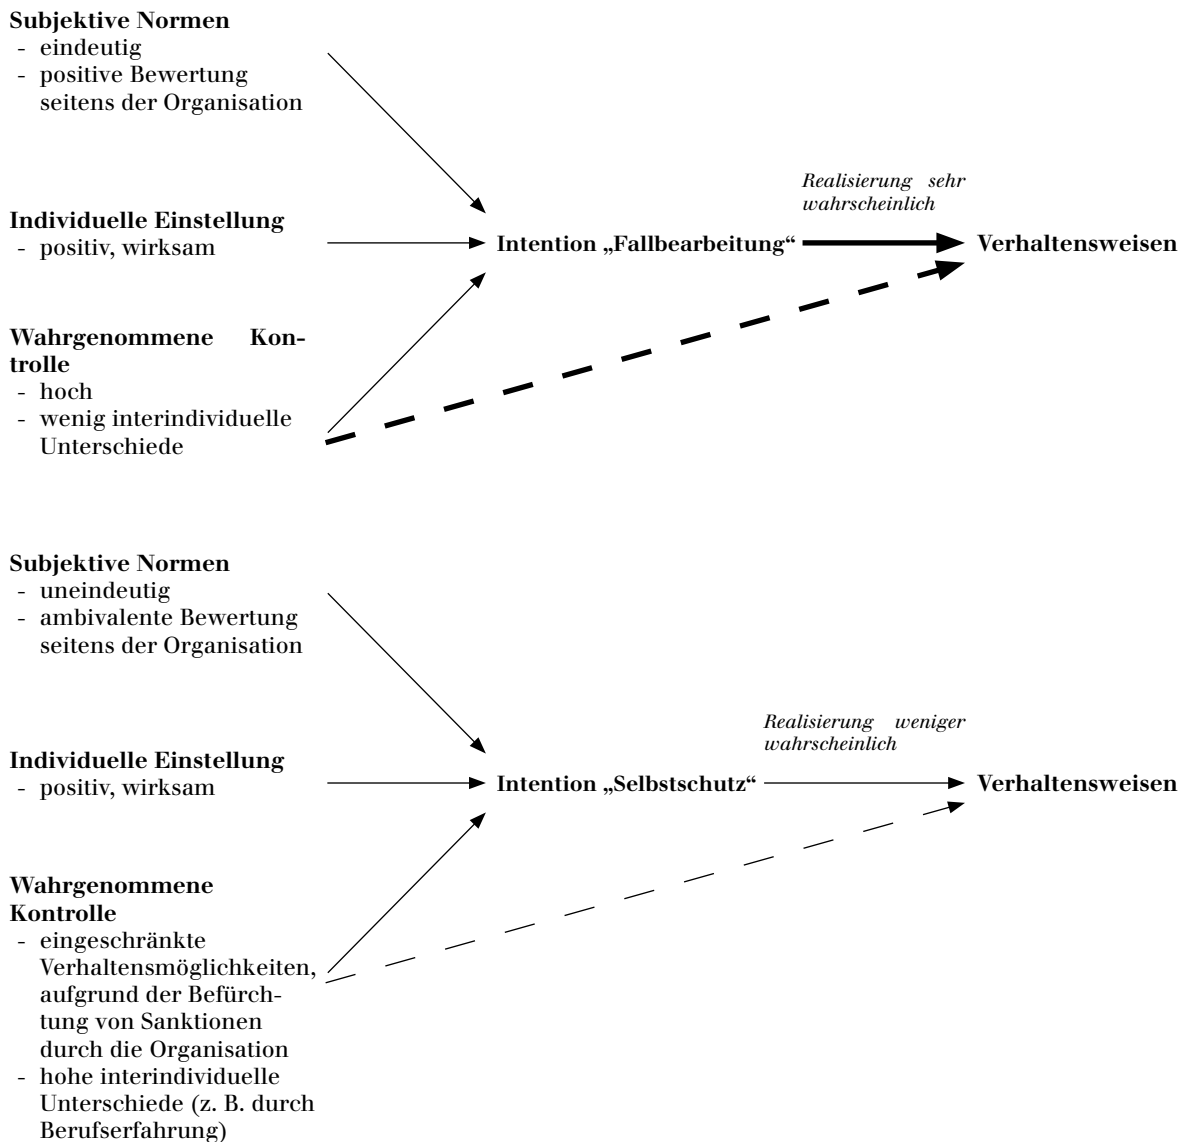 Subjektive Normen
- eindeutig
- positive Bewertung
seitens der Organisation
Realisierung sehr
wahrscheinlich
Individuelle Einstellung
- positiv, wirksam
Intention „Fallbearbeitung“
Verhaltensweisen
Wahrgenommene Kon-
trolle
- hoch
- wenig interindividuelle
Unterschiede
Subjektive Normen
- uneindeutig
- ambivalente Bewertung
seitens der Organisation
Realisierung weniger
wahrscheinlich
Individuelle Einstellung
- positiv, wirksam
Intention „Selbstschutz“
Verhaltensweisen
Wahrgenommene
Kontrolle
- eingeschränkte
Verhaltensmöglichkeiten,
aufgrund der Befürch-
tung von Sanktionen
durch die Organisation
- hohe interindividuelle
Unterschiede (z. B. durch
Berufserfahrung)